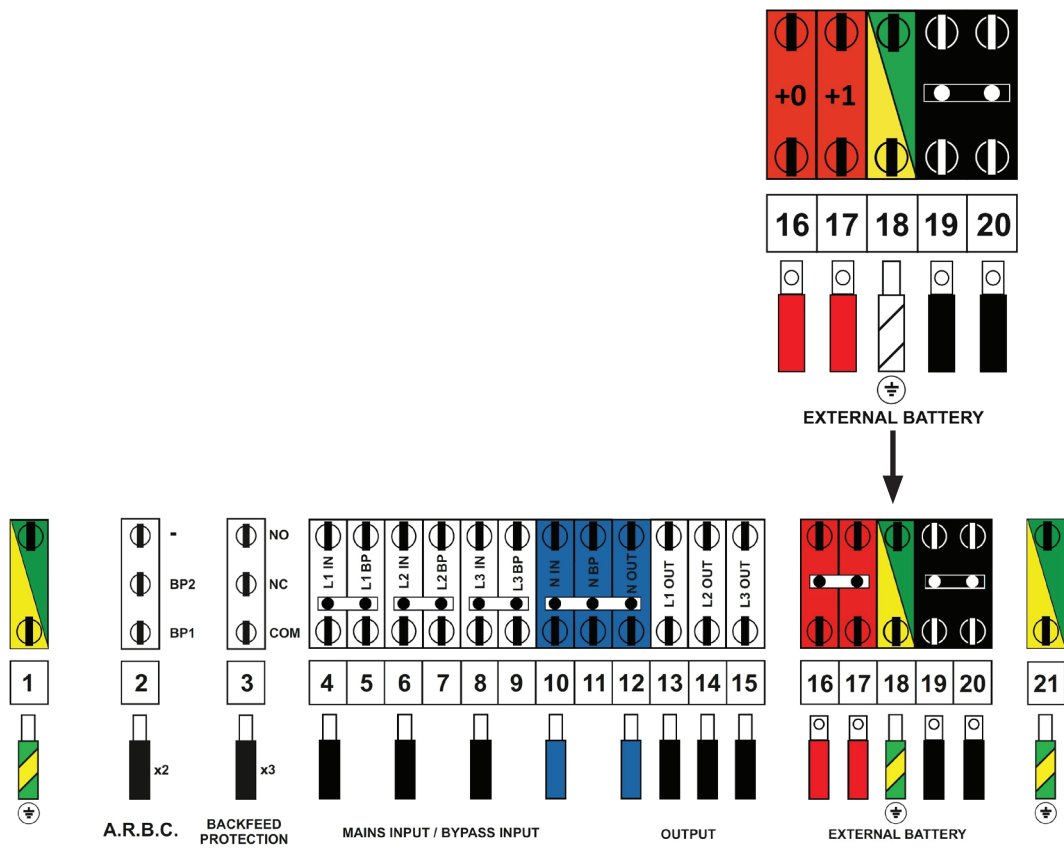 +0 +1
16 17 18 19 20
EXTERNAL BATTERY
-
BP2
BP1
NO
NC
COM
L1 IN
L1 BP
L2 IN
L2 BP
L3 IN
L3 BP
N IN
N BP
N OUT
L1 OUT
L2 OUT
L3 OUT
1 2 3 4 5 6 7 8 9 10 11 12 13 14 15 16 17 18 19 20 21
x2
x3
A.R.B.C.
BACKFEED
PROTECTION
MAINS INPUT / BYPASS INPUT
OUTPUT
EXTERNAL BATTERY